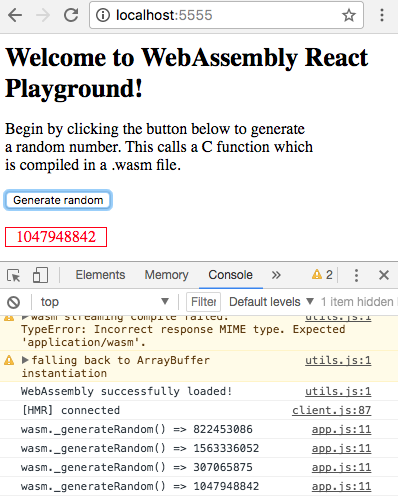 localhost:5555
Welcome to WebAssembly React
Playground!
Begin by clicking the button below to generate
a random number. This calls a C function which
is compiled in a .wasm file.
Generate random
1047948842
Elements Memory Console » 2
top Filter Default levels ▼ 1 item hidden
wasm streaming compile failed: utils.js:1
TypeError: Incorrect response MIME type. Expected
'application/wasm'.
falling back to ArrayBuffer utils.js:1
instantiation
WebAssembly successfully loaded! utils.js:1
[HMR] connected client.js:87
wasm._generateRandom() => 822453086 app.js:11
wasm._generateRandom() => 1563336052 app.js:11
wasm._generateRandom() => 307065875 app.js:11
wasm._generateRandom() => 1047948842 app.js:11